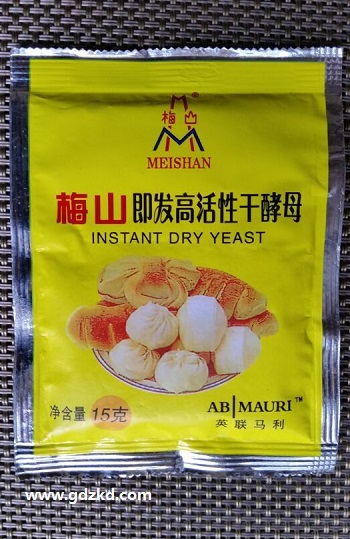 梅山
®
MEISHAN
梅山即发高活性干酵母
INSTANT DRY YEAST
净含量 15克
AB MAURI™
英联马利
www.gdzkd.com